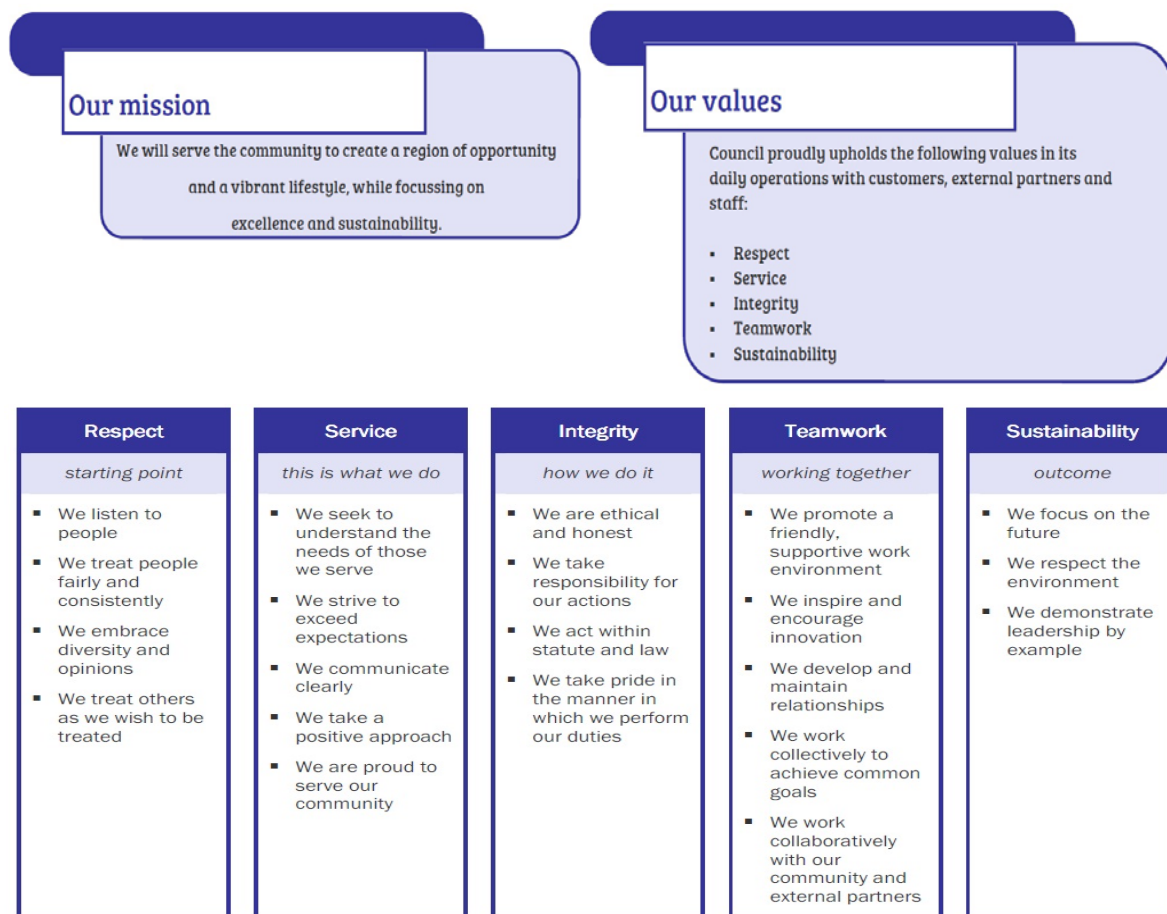 Our mission
We will serve the community to create a region of opportunity
and a vibrant lifestyle, while focussing on
excellence and sustainability.
Our values
Council proudly upholds the following values in its
daily operations with customers, external partners and
staff:
▪ Respect
▪ Service
▪ Integrity
▪ Teamwork
▪ Sustainability
Respect
starting point
▪ We listen to
people
▪ We treat people
fairly and
consistently
▪ We embrace
diversity and
opinions
▪ We treat others
as we wish to be
treated
Service
this is what we do
▪ We seek to
understand the
needs of those
we serve
▪ We strive to
exceed
expectations
▪ We communicate
clearly
▪ We take a
positive approach
▪ We are proud to
serve our
community
Integrity
how we do it
▪ We are ethical
and honest
▪ We take
responsibility for
our actions
▪ We act within
statute and law
▪ We take pride in
the manner in
which we perform
our duties
Teamwork
working together
▪ We promote a
friendly,
supportive work
environment
▪ We inspire and
encourage
innovation
▪ We develop and
maintain
relationships
▪ We work
collectively to
achieve common
goals
▪ We work
collaboratively
with our
community and
external partners
Sustainability
outcome
▪ We focus on the
future
▪ We respect the
environment
▪ We demonstrate
leadership by
example